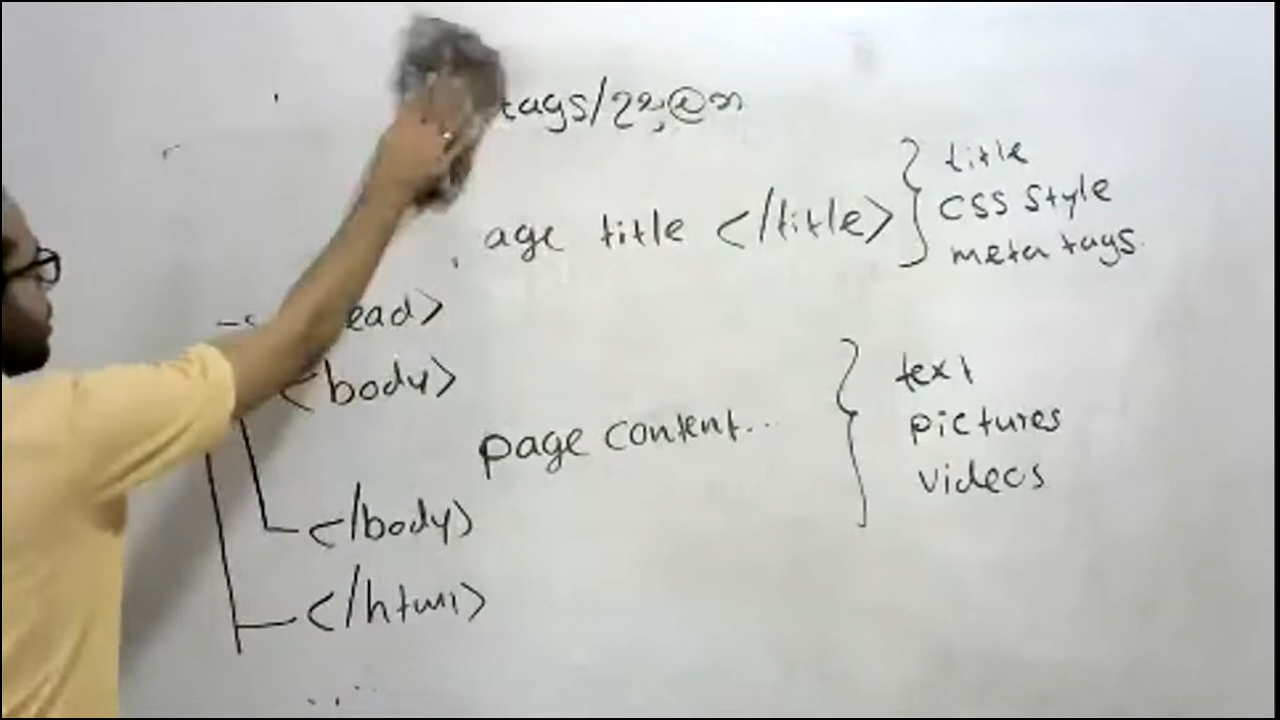 tags/
age title </title>
title
CSS Style
meta tags
ead>
<body>
page content...
text
pictures
videos
</body>
</html>